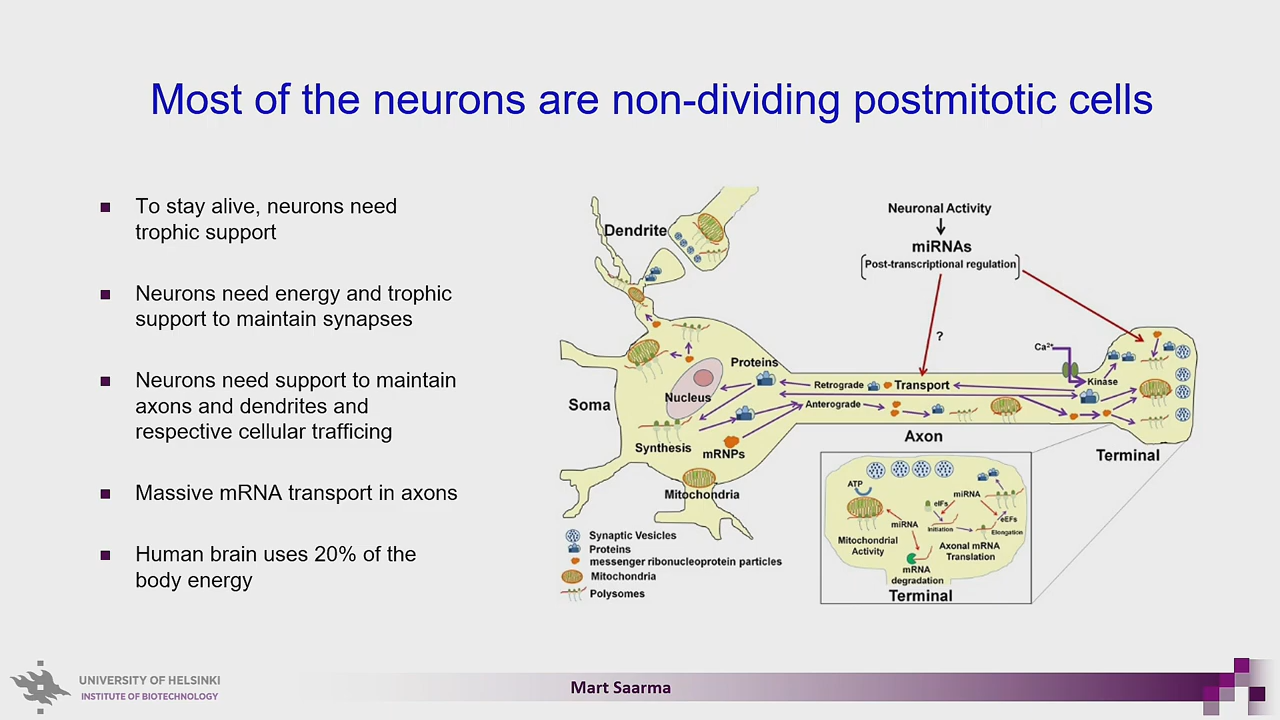 Most of the neurons are non-dividing postmitotic cells
To stay alive, neurons need
trophic support
Neurons need energy and trophic
support to maintain synapses
Neurons need support to maintain
axons and dendrites and
respective cellular trafficing
Massive mRNA transport in axons
Human brain uses 20% of the
body energy
Dendrite
Neuronal Activity
miRNAs
[Post-transcriptional regulation]
?
Ca²⁺
Proteins
Nucleus
Retrograde
Transport
Kinase
Soma
Anterograde
Synthesis
mRNPs
Axon
Terminal
Mitochondria
ATP
miRNA
eIFs
miRNA
Initiation
eEFs
Elongation
Mitochondrial
Activity
Axonal mRNA
Translation
mRNA
degradation
Terminal
Synaptic Vesicles
Proteins
messenger ribonucleoprotein particles
Mitochondria
Polysomes
UNIVERSITY OF HELSINKI
INSTITUTE OF BIOTECHNOLOGY
Mart Saarma